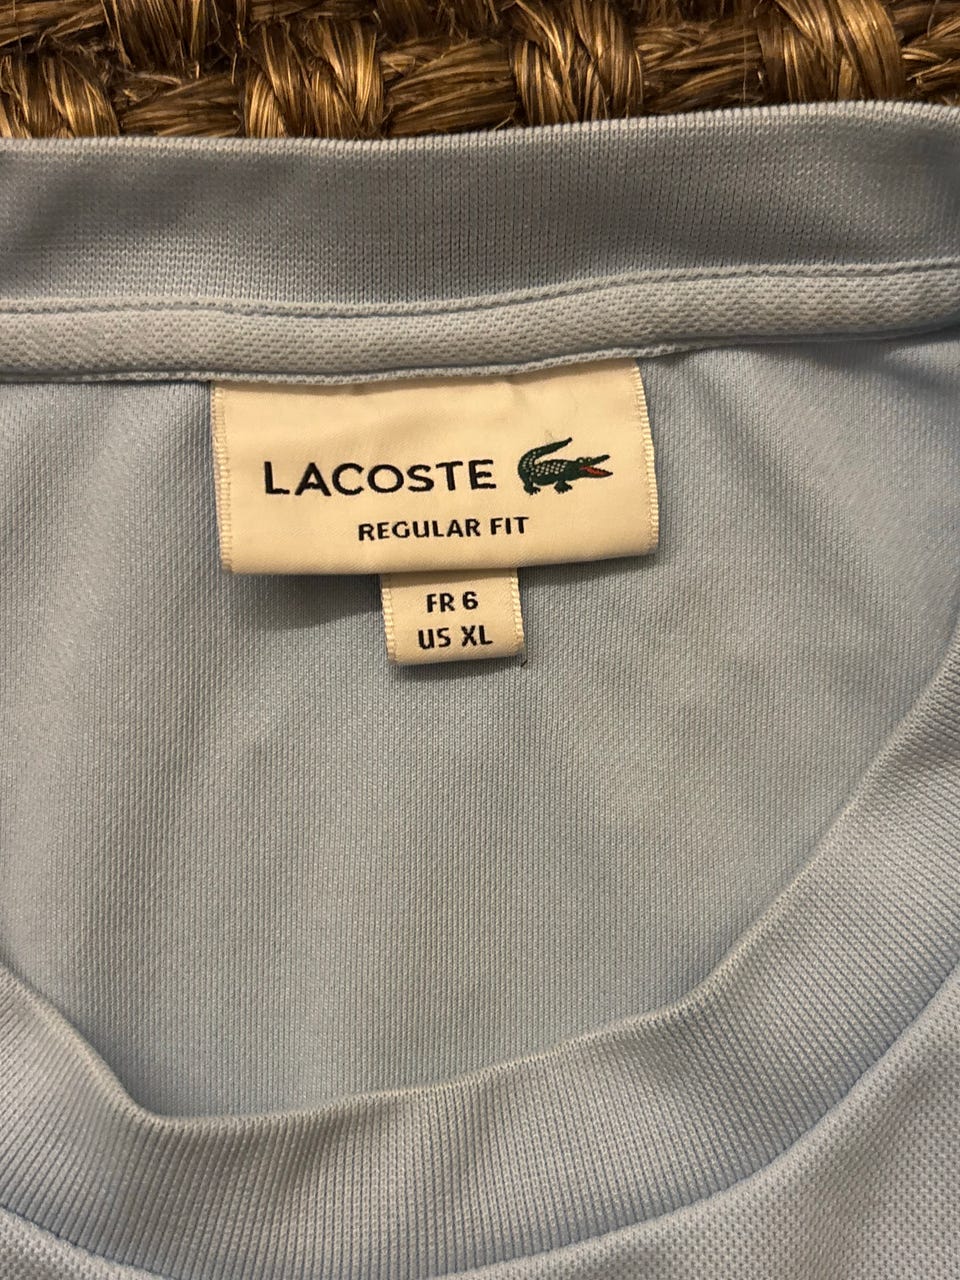 LACOSTE
REGULAR FIT
FR 6
US XL